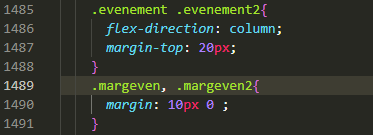 1485 .evenement .evenement2{
1486 flex-direction: column;
1487 margin-top: 20px;
1488 }
1489 .margeven, .margeven2{
1490 margin: 10px 0 ;
1491 }